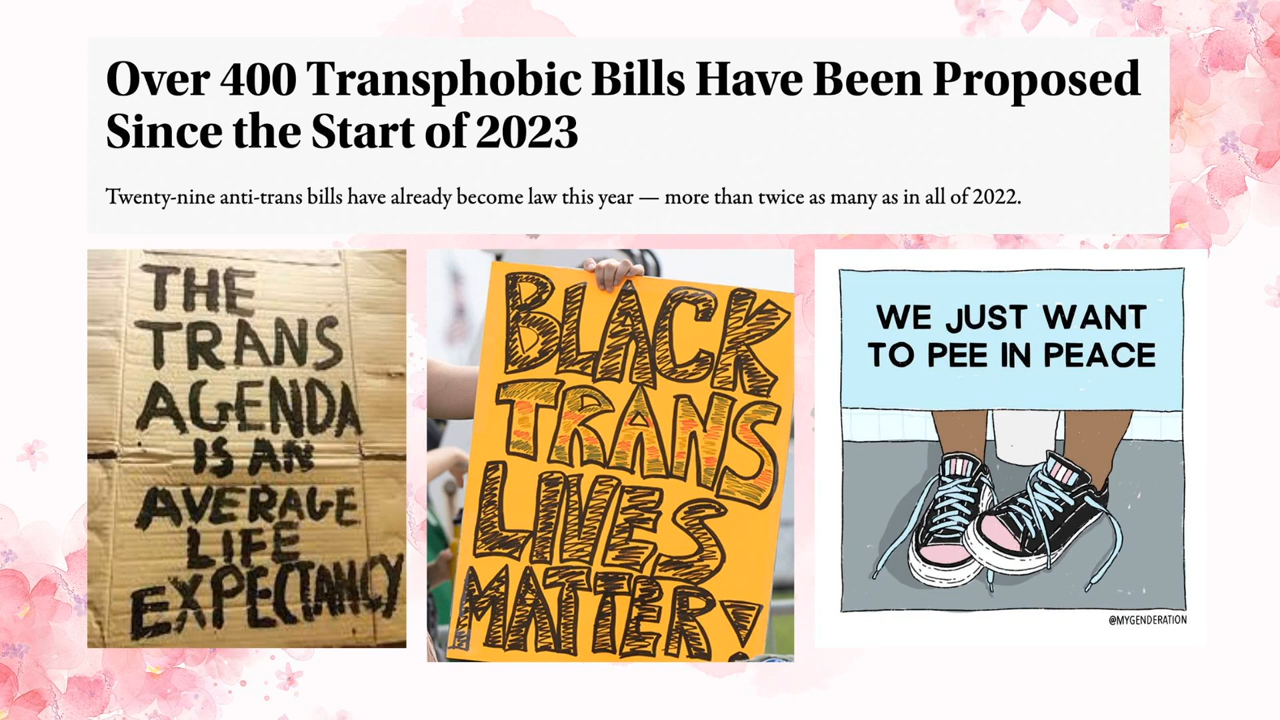 Over 400 Transphobic Bills Have Been Proposed
Since the Start of 2023
Twenty-nine anti-trans bills have already become law this year — more than twice as many as in all of 2022.
THE
TRANS
AGENDA
IS AN
AVERAGE
LIFE
EXPECTANCY
BLACK
TRANS
LIVES
MATTER!
WE JUST WANT
TO PEE IN PEACE
@MYGENDERATION